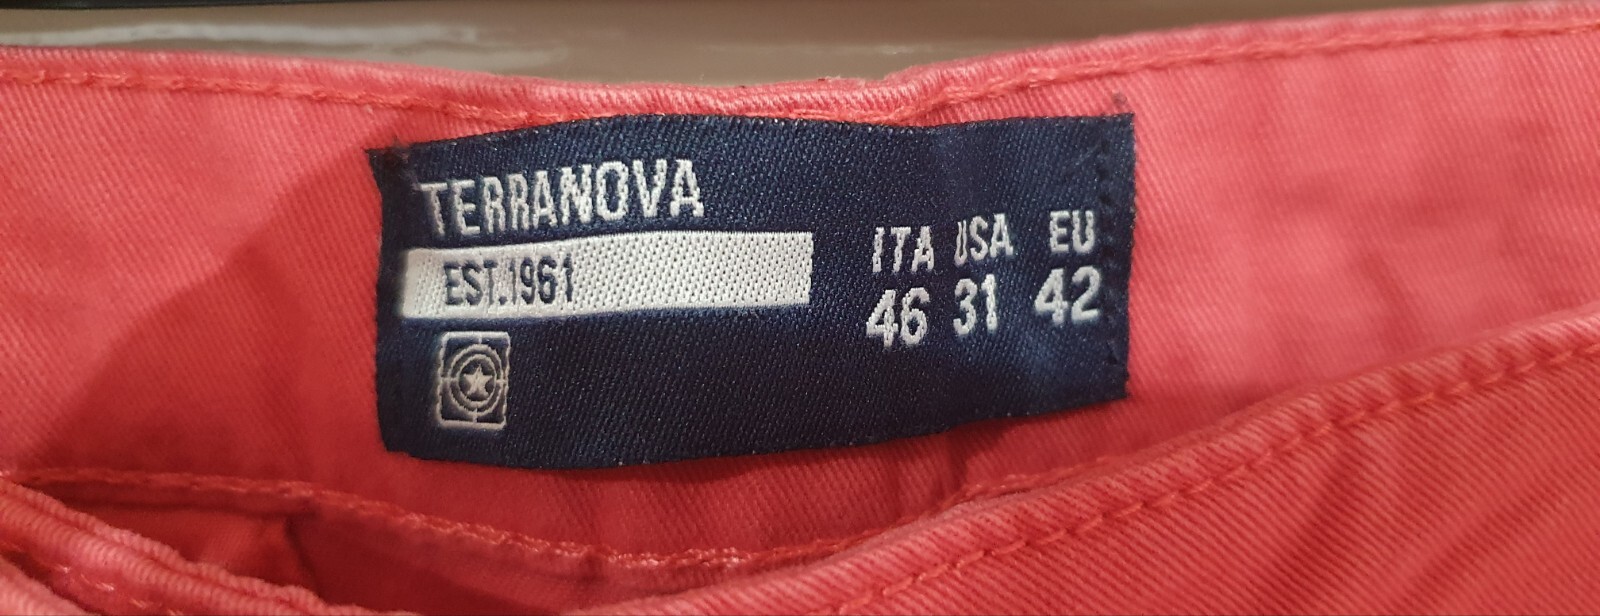 TERRANOVA
EST.1961
ITA USA EU
46 31 42